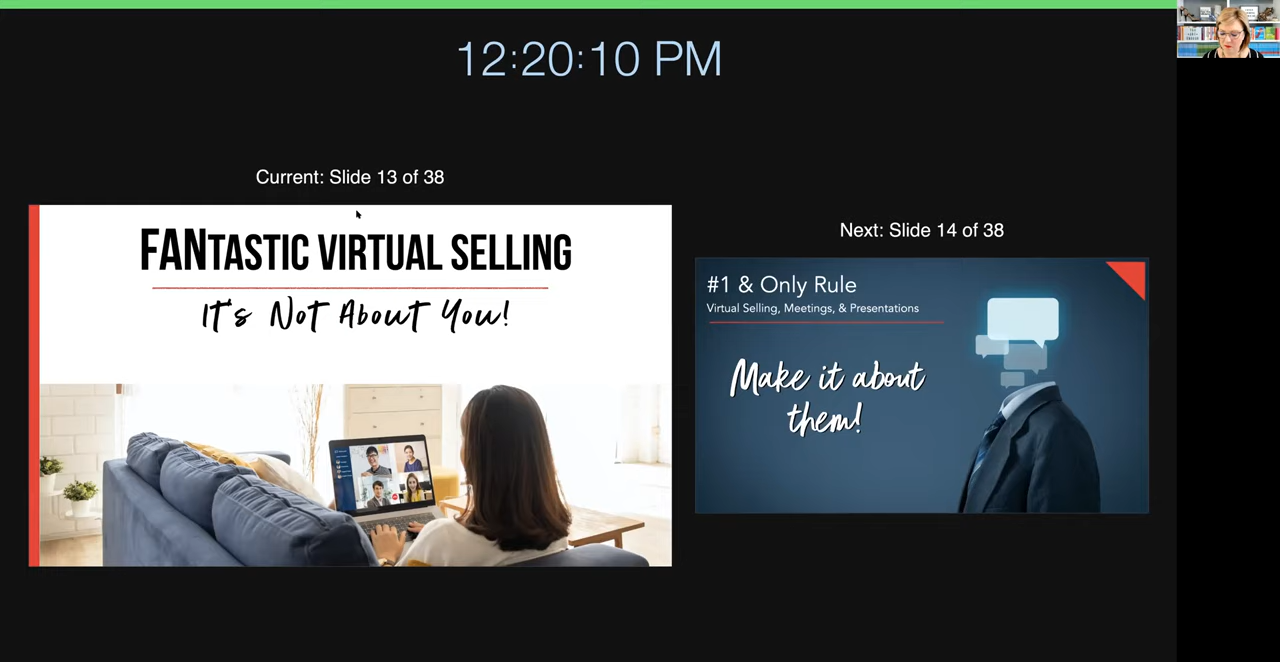 12:20:10 PM
Current: Slide 13 of 38
FANTASTIC VIRTUAL SELLING
It's Not About You!
Next: Slide 14 of 38
#1 & Only Rule
Virtual Selling, Meetings, & Presentations
Make it about
them!